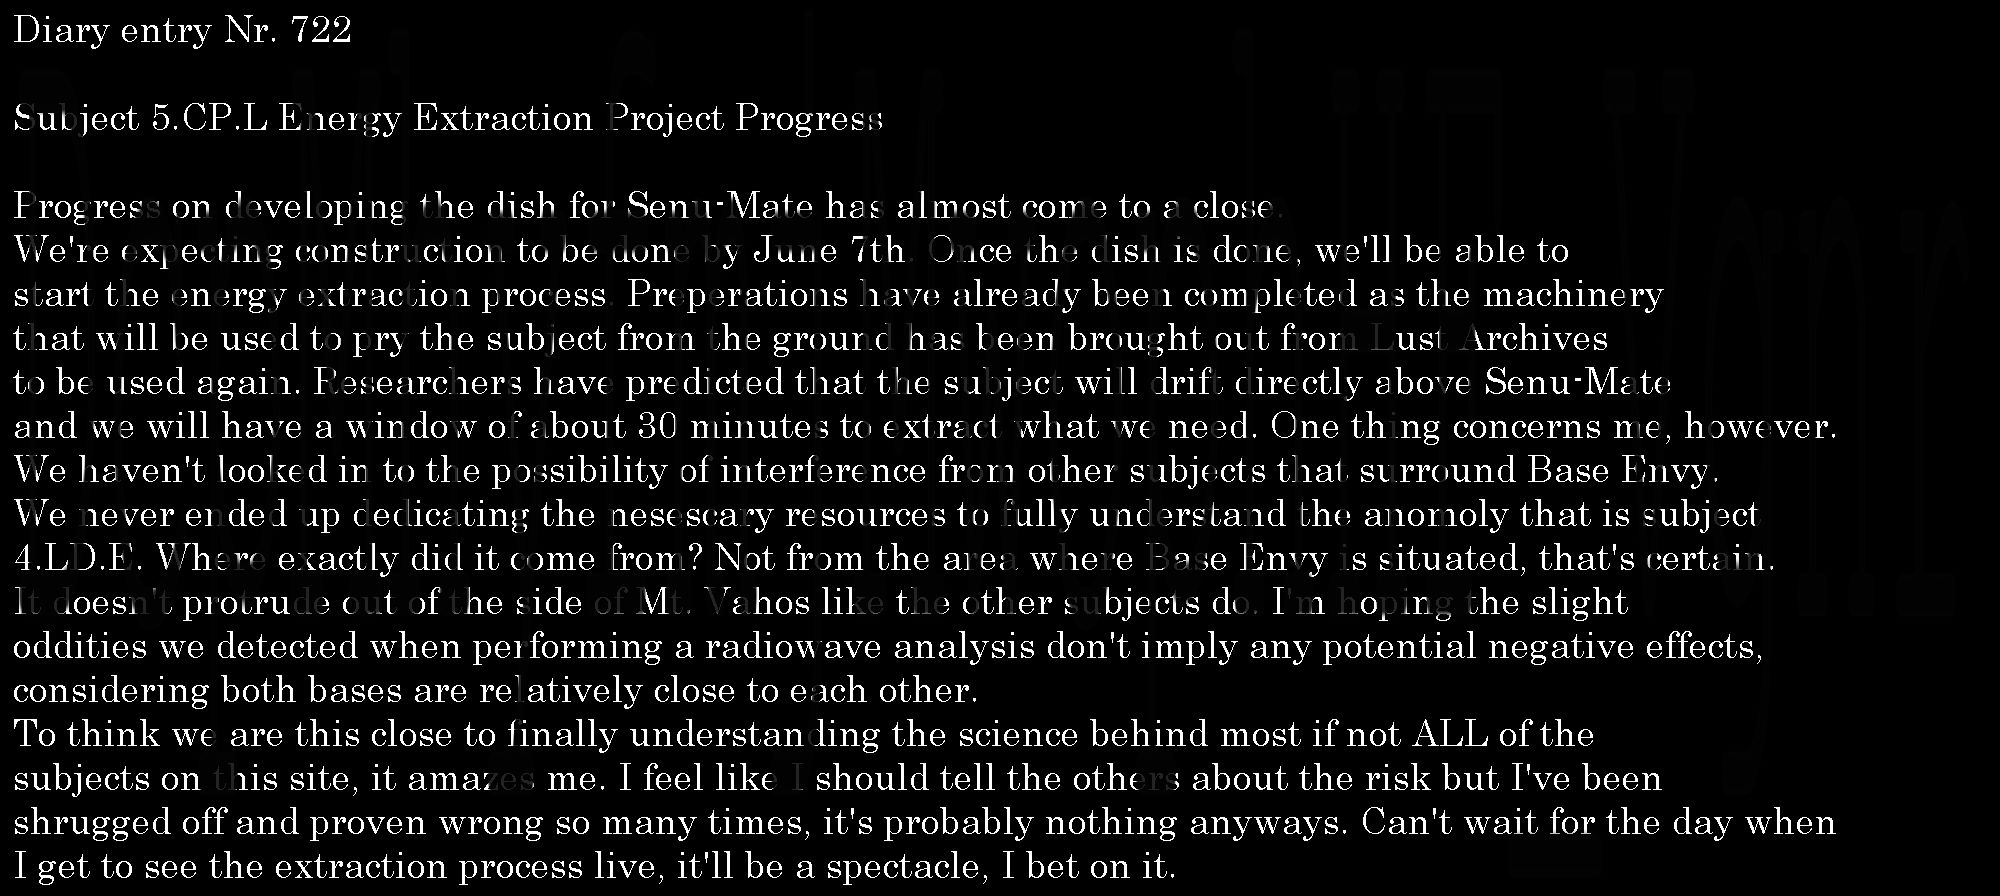 Diary entry Nr. 722
Subject 5.CP.L Energy Extraction Project Progress
Progress on developing the dish for Senu-Mate has almost come to a close.
We're expecting construction to be done by June 7th. Once the dish is done, we'll be able to
start the energy extraction process. Preperations have already been completed as the machinery
that will be used to pry the subject from the ground has been brought out from Lust Archives
to be used again. Researchers have predicted that the subject will drift directly above Senu-Mate
and we will have a window of about 30 minutes to extract what we need. One thing concerns me, however.
We haven't looked in to the possibility of interference from other subjects that surround Base Envy.
We never ended up dedicating the nesescary resources to fully understand the anomoly that is subject
4.LD.E. Where exactly did it come from? Not from the area where Base Envy is situated, that's certain.
It doesn't protrude out of the side of Mt. Vahos like the other subjects do. I'm hoping the slight
oddities we detected when performing a radiowave analysis don't imply any potential negative effects,
considering both bases are relatively close to each other.
To think we are this close to finally understanding the science behind most if not ALL of the
subjects on this site, it amazes me. I feel like I should tell the others about the risk but I've been
shrugged off and proven wrong so many times, it's probably nothing anyways. Can't wait for the day when
I get to see the extraction process live, it'll be a spectacle, I bet on it.